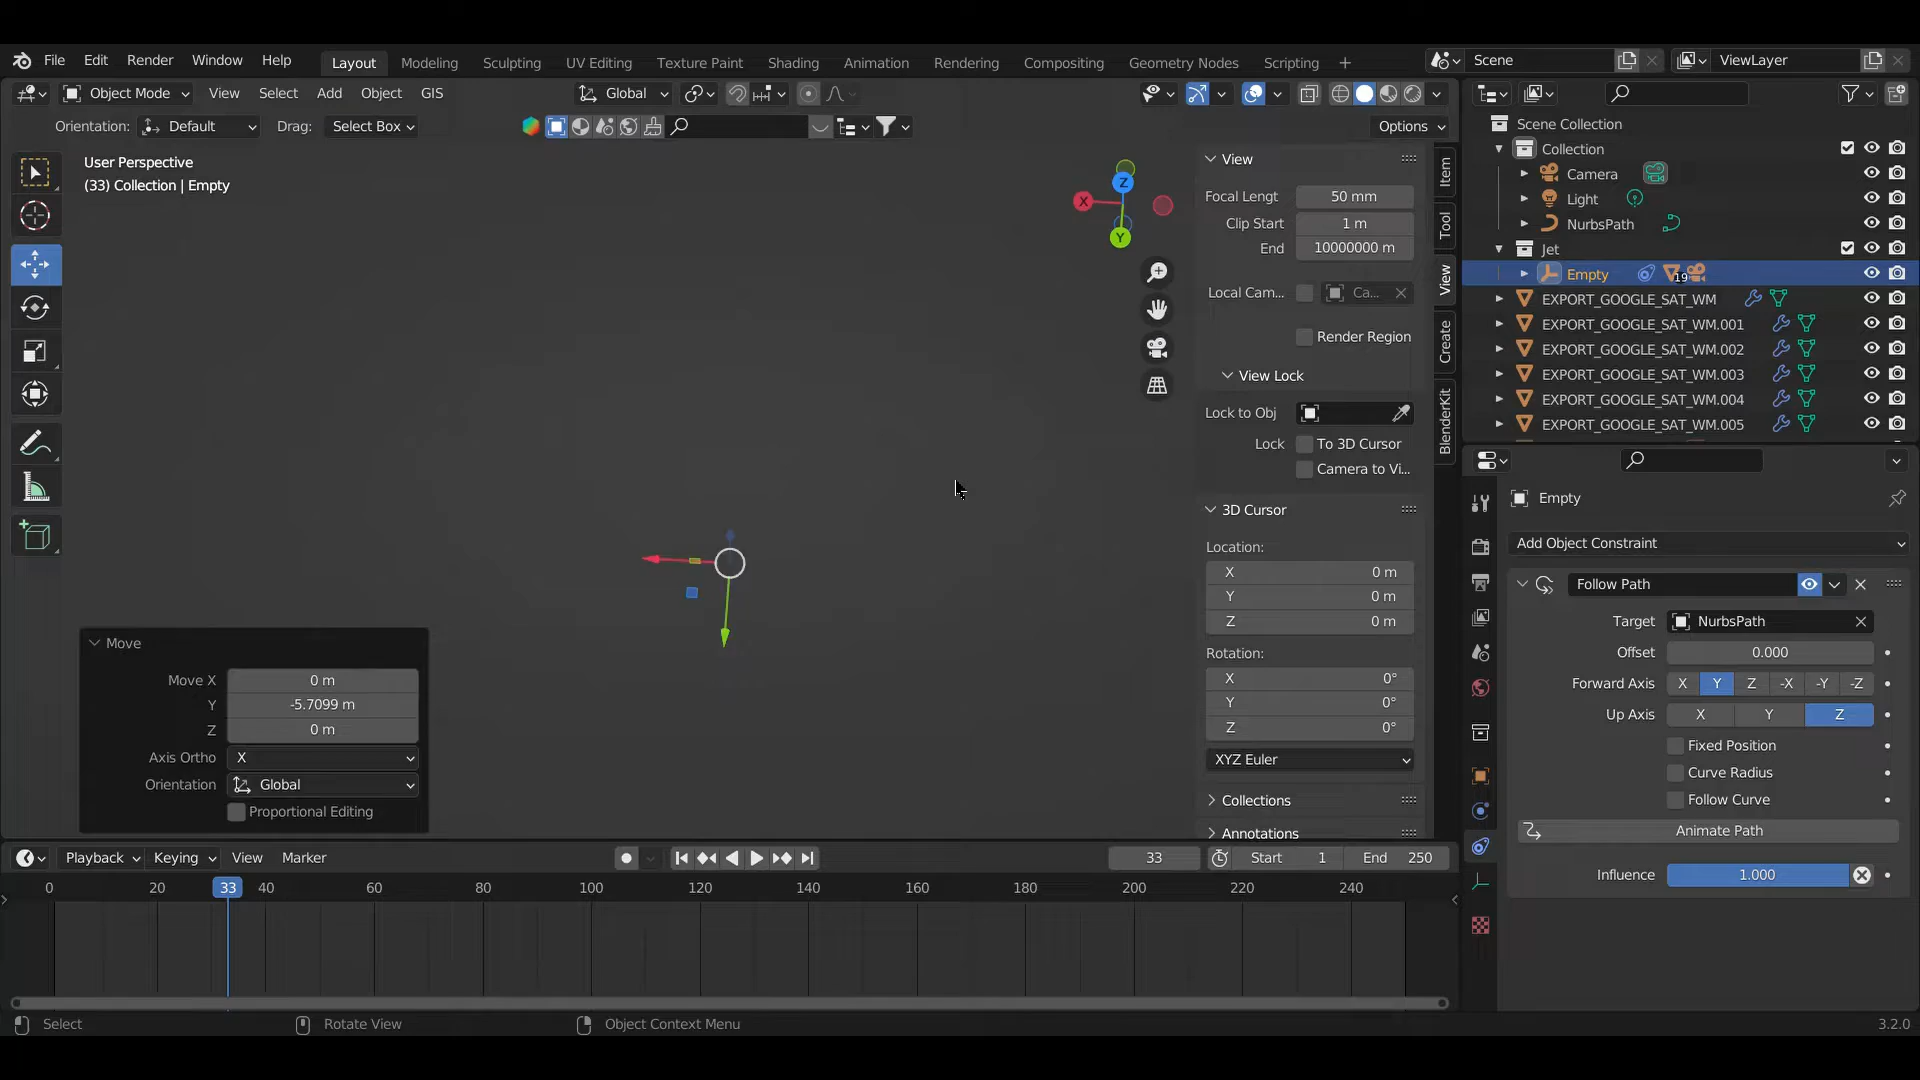 File Edit Render Window Help Layout Modeling Sculpting UV Editing Texture Paint Shading Animation Rendering Compositing Geometry Nodes Scripting + Scene ViewLayer
Object Mode View Select Add Object GIS Global
Orientation: Default Drag: Select Box Options
User Perspective
(33) Collection | Empty
X Y Z
View
Focal Lengt 50 mm
Clip Start 1 m
End 10000000 m
Local Cam... Ca...
Render Region
View Lock
Lock to Obj
Lock To 3D Cursor
Camera to Vi...
3D Cursor
Location:
X 0 m
Y 0 m
Z 0 m
Rotation:
X 0°
Y 0°
Z 0°
XYZ Euler
Collections
Annotations
Item
Tool
View
Create
BlenderKit
Move
Move X 0 m
Y -5.7099 m
Z 0 m
Axis Ortho X
Orientation Global
Proportional Editing
Scene Collection
Collection
Camera
Light
NurbsPath
Jet
Empty 19
EXPORT_GOOGLE_SAT_WM
EXPORT_GOOGLE_SAT_WM.001
EXPORT_GOOGLE_SAT_WM.002
EXPORT_GOOGLE_SAT_WM.003
EXPORT_GOOGLE_SAT_WM.004
EXPORT_GOOGLE_SAT_WM.005
Empty
Add Object Constraint
Follow Path
Target NurbsPath
Offset 0.000
Forward Axis X Y Z -X -Y -Z
Up Axis X Y Z
Fixed Position
Curve Radius
Follow Curve
Animate Path
Influence 1.000
Playback Keying View Marker 33 Start 1 End 250
0 20 33 40 60 80 100 120 140 160 180 200 220 240
Select Rotate View Object Context Menu 3.2.0